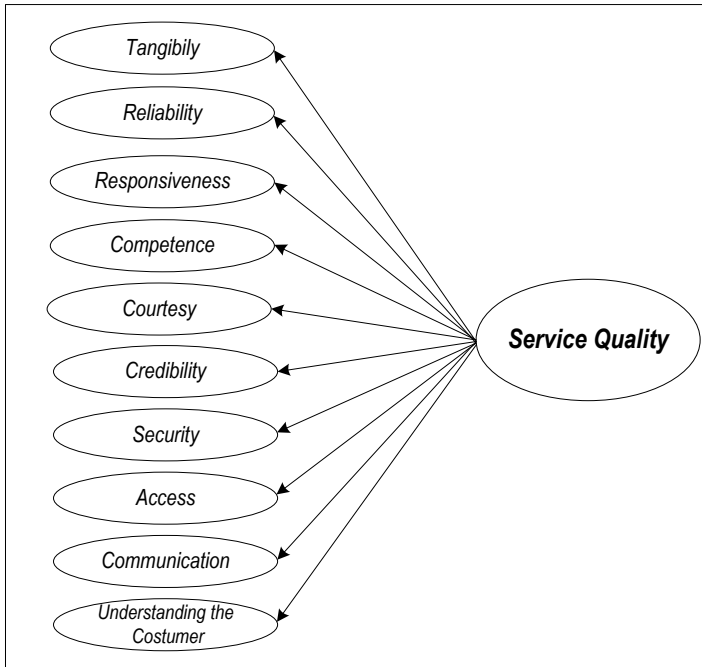 Tangibily
Reliability
Responsiveness
Competence
Courtesy
Credibility
Security
Access
Communication
Understanding the
Costumer
Service Quality